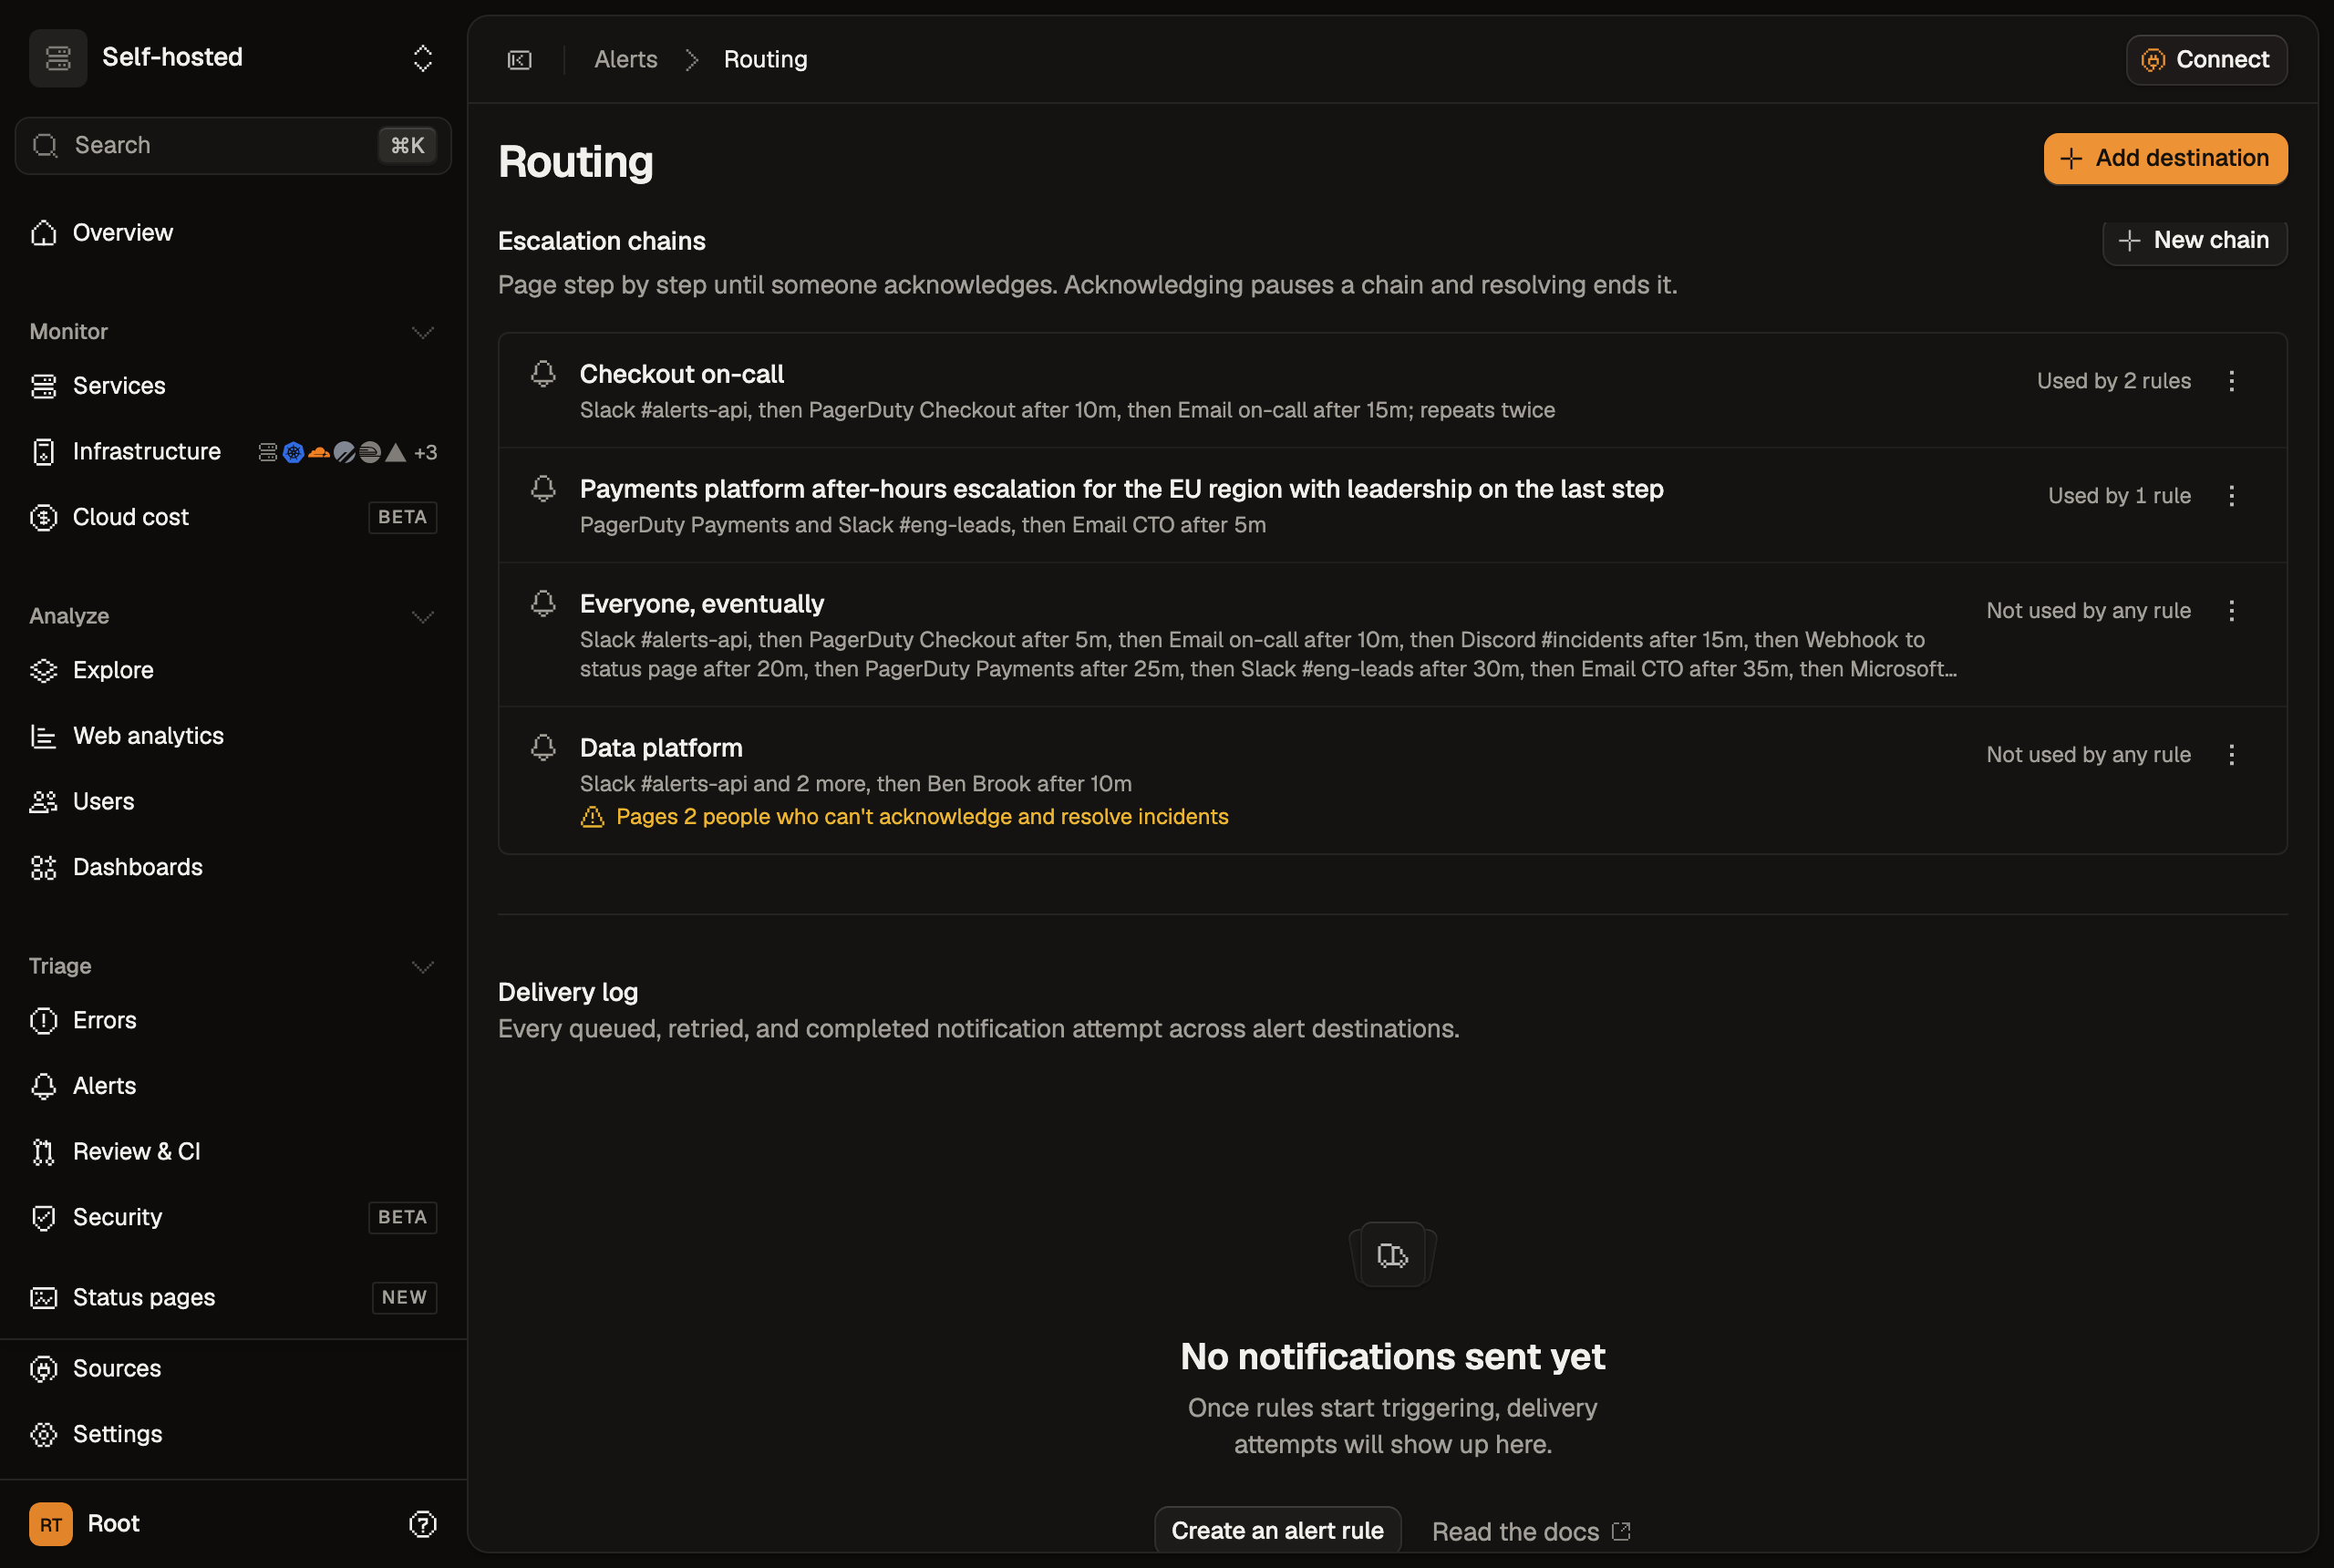 Self-hosted
Search
⌘K
Overview
Monitor
Services
Infrastructure
+3
Cloud cost
BETA
Analyze
Explore
Web analytics
Users
Dashboards
Triage
Errors
Alerts
Review & CI
Security
BETA
Status pages
NEW
Sources
Settings
RT
Root
Alerts
Routing
Connect
Routing
Add destination
Escalation chains
New chain
Page step by step until someone acknowledges. Acknowledging pauses a chain and resolving ends it.
Checkout on-call
Used by 2 rules
Slack #alerts-api, then PagerDuty Checkout after 10m, then Email on-call after 15m; repeats twice
Payments platform after-hours escalation for the EU region with leadership on the last step
Used by 1 rule
PagerDuty Payments and Slack #eng-leads, then Email CTO after 5m
Everyone, eventually
Not used by any rule
Slack #alerts-api, then PagerDuty Checkout after 5m, then Email on-call after 10m, then Discord #incidents after 15m, then Webhook to
status page after 20m, then PagerDuty Payments after 25m, then Slack #eng-leads after 30m, then Email CTO after 35m, then Microsoft...
Data platform
Not used by any rule
Slack #alerts-api and 2 more, then Ben Brook after 10m
Pages 2 people who can't acknowledge and resolve incidents
Delivery log
Every queued, retried, and completed notification attempt across alert destinations.
No notifications sent yet
Once rules start triggering, delivery
attempts will show up here.
Create an alert rule
Read the docs